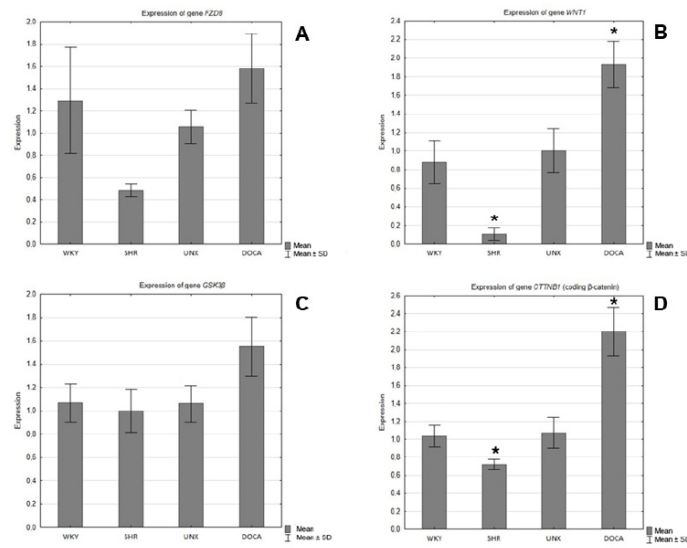 Expression of gene FZD8
A
Expression
2.0
1.8
1.6
1.4
1.2
1.0
0.8
0.6
0.4
0.2
0.0
WKY
SHR
UNX
DOCA
Mean
Mean ± SD
Expression of gene WNT1
B
Expression
2.4
2.2
2.0
1.8
1.6
1.4
1.2
1.0
0.8
0.6
0.4
0.2
0.0
*
*
WKY
SHR
UNX
DOCA
Mean
Mean ± SD
Expression of gene GSK3β
C
Expression
2.0
1.8
1.6
1.4
1.2
1.0
0.8
0.6
0.4
0.2
0.0
WKY
SHR
UNX
DOCA
Mean
Mean ± SD
Expression of gene CTTNB1 (coding β-catenin)
D
Expression
2.6
2.4
2.2
2.0
1.8
1.6
1.4
1.2
1.0
0.8
0.6
0.4
0.2
0.0
*
*
WKY
SHR
UNX
DOCA
Mean
Mean ± SD